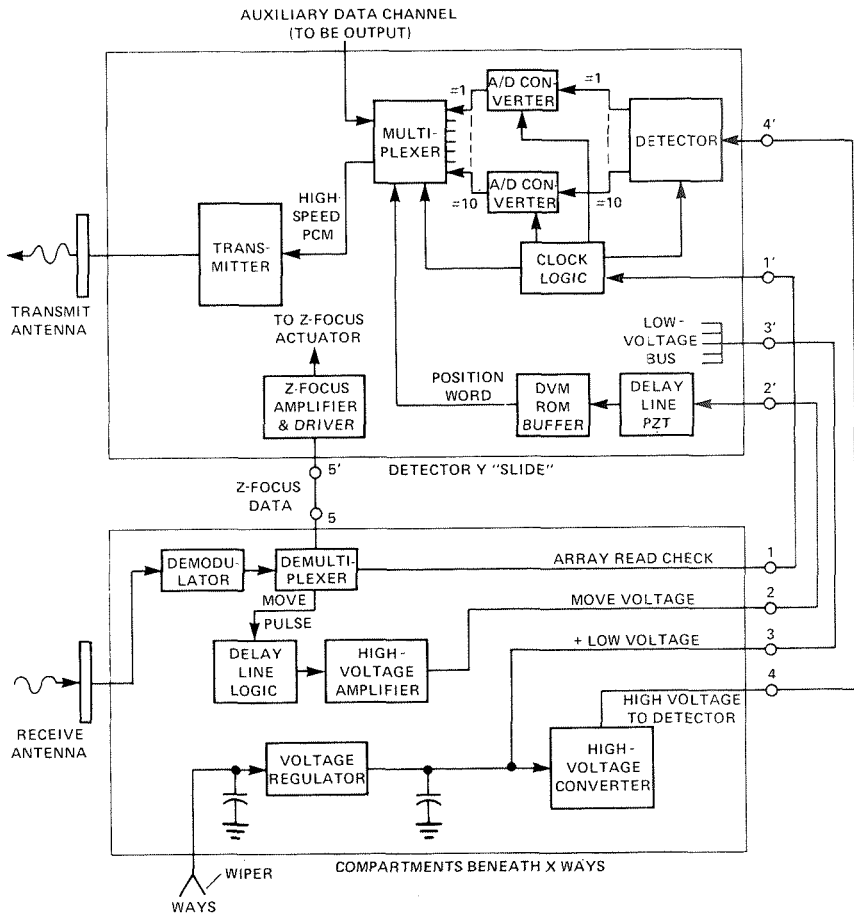 AUXILIARY DATA CHANNEL
(TO BE OUTPUT)
=1
A/D CON-
VERTER
=1
MULTI-
PLEXER
DETECTOR
4'
HIGH-
SPEED
PCM
=10
A/D CON-
VERTER
=10
TRANS-
MITTER
CLOCK
LOGIC
1'
TRANSMIT
ANTENNA
TO Z-FOCUS
ACTUATOR
LOW-
VOLTAGE
BUS
3'
Z-FOCUS
AMPLIFIER
& DRIVER
POSITION
WORD
DVM
ROM
BUFFER
DELAY
LINE
PZT
2'
5'
DETECTOR Y "SLIDE"
Z-FOCUS
DATA
5
DEMODU-
LATOR
DEMULTI-
PLEXER
ARRAY READ CHECK
1
MOVE
PULSE
MOVE VOLTAGE
2
DELAY
LINE
LOGIC
HIGH-
VOLTAGE
AMPLIFIER
+ LOW VOLTAGE
3
RECEIVE
ANTENNA
HIGH VOLTAGE
TO DETECTOR
4
VOLTAGE
REGULATOR
HIGH-
VOLTAGE
CONVERTER
WIPER
COMPARTMENTS BENEATH X WAYS
WAYS